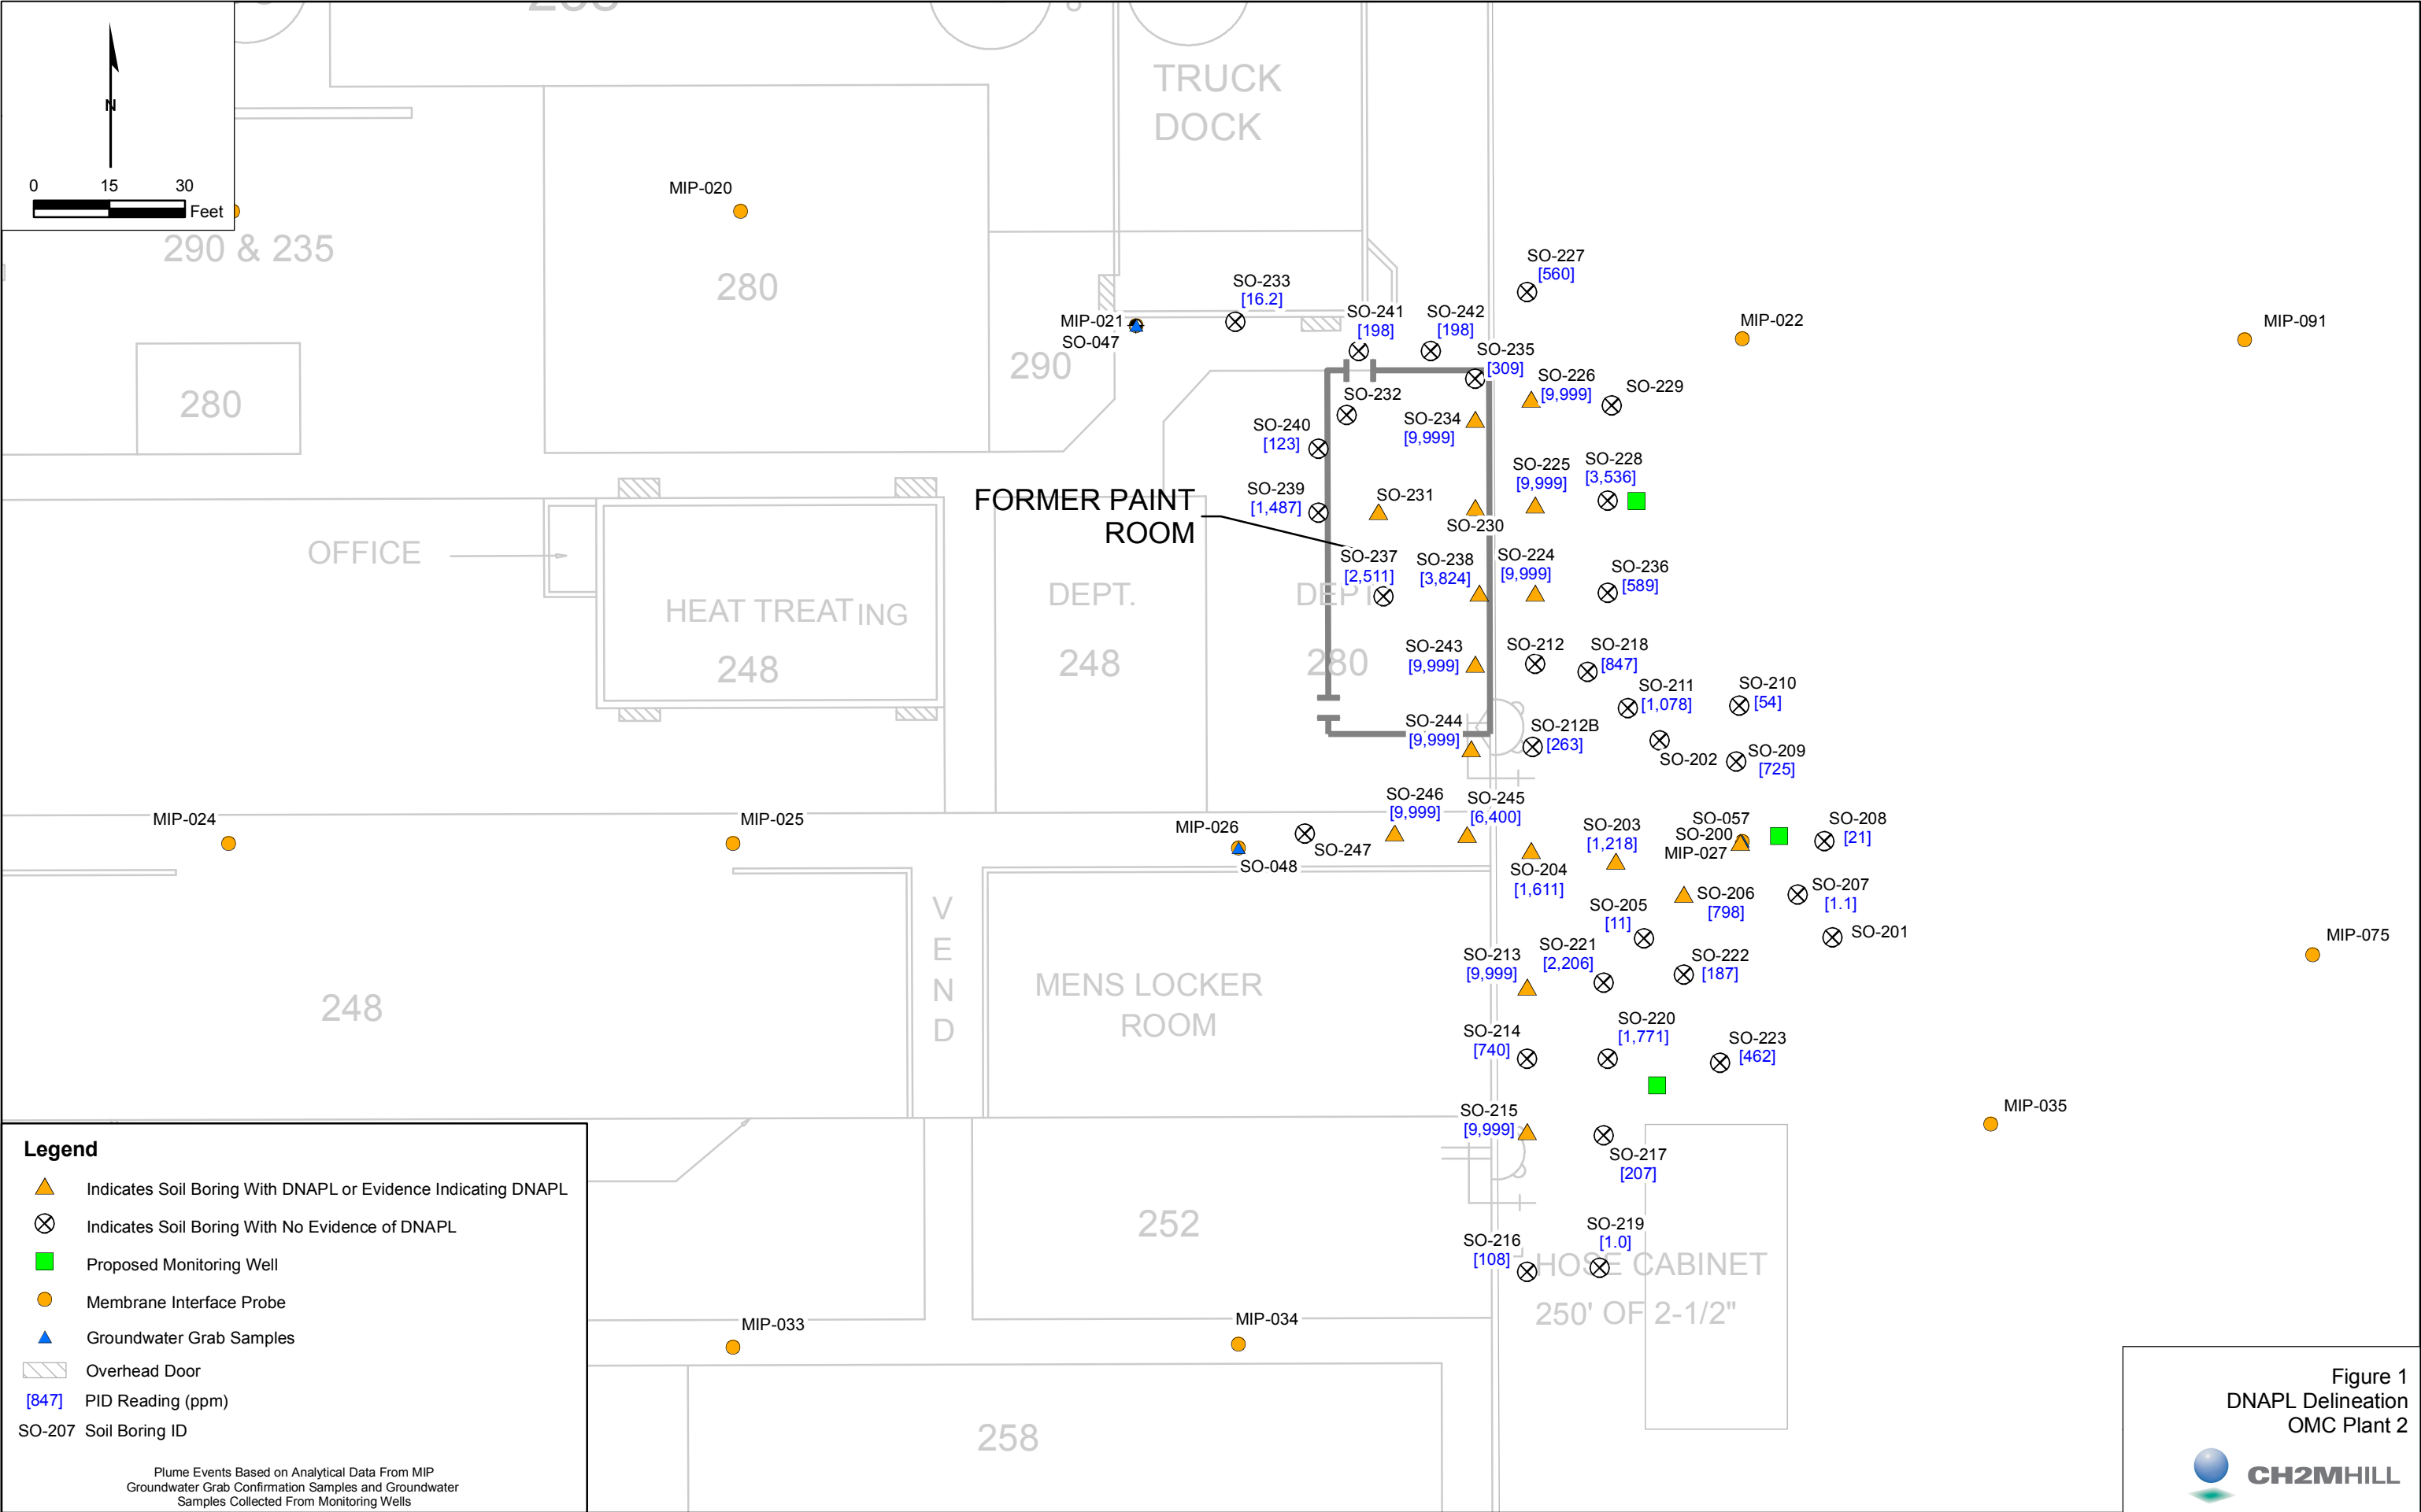 N
0 15 30
Feet
290 & 235
280
MIP-020
280
TRUCK
DOCK
290
MIP-021
SO-047
SO-233
[16.2]
SO-241
[198]
SO-242
[198]
SO-227
[560]
SO-235
[309]
MIP-022
MIP-091
SO-226
[9,999]
SO-229
SO-232
SO-234
[9,999]
SO-240
[123]
SO-239
[1,487]
FORMER PAINT
ROOM
SO-231
SO-230
SO-225
[9,999]
SO-228
[3,536]
SO-237
[2,511]
SO-238
[3,824]
SO-224
[9,999]
SO-236
[589]
OFFICE
HEAT TREATING
248
DEPT.
248
DEPT
280
SO-243
[9,999]
SO-212
SO-218
[847]
SO-211
[1,078]
SO-210
[54]
SO-244
[9,999]
SO-212B
[263]
SO-202
SO-209
[725]
MIP-024
MIP-025
MIP-026
SO-048
SO-247
SO-246
[9,999]
SO-245
[6,400]
SO-204
[1,611]
SO-203
[1,218]
SO-057
SO-200
MIP-027
SO-208
[21]
SO-206
[798]
SO-207
[1.1]
SO-205
[11]
SO-201
SO-213
[9,999]
SO-221
[2,206]
SO-222
[187]
MIP-075
248
V
E
N
D
MENS LOCKER
ROOM
SO-214
[740]
SO-220
[1,771]
SO-223
[462]
SO-215
[9,999]
SO-217
[207]
MIP-035
252
SO-216
[108]
SO-219
[1.0]
HOSE CABINET
250' OF 2-1/2"
MIP-033
MIP-034
258
Legend
Indicates Soil Boring With DNAPL or Evidence Indicating DNAPL
Indicates Soil Boring With No Evidence of DNAPL
Proposed Monitoring Well
Membrane Interface Probe
Groundwater Grab Samples
Overhead Door
[847] PID Reading (ppm)
SO-207 Soil Boring ID
Plume Events Based on Analytical Data From MIP
Groundwater Grab Confirmation Samples and Groundwater
Samples Collected From Monitoring Wells
Figure 1
DNAPL Delineation
OMC Plant 2
CH2MHILL